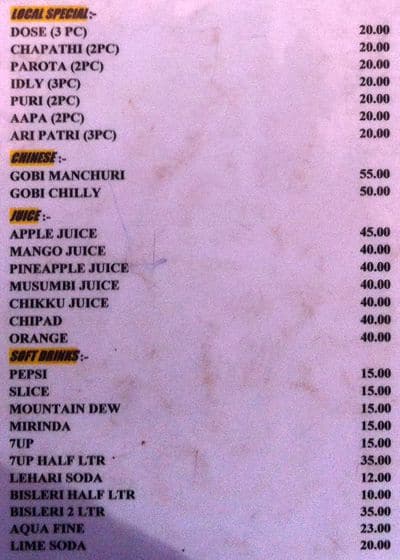 LOCAL SPECIAL:-
DOSE (3 PC) 20.00
CHAPATHI (2PC) 20.00
PAROTA (2PC) 20.00
IDLY (3PC) 20.00
PURI (2PC) 20.00
AAPA (2PC) 20.00
ARI PATRI (3PC) 20.00
CHINESE:-
GOBI MANCHURI 55.00
GOBI CHILLY 50.00
JUICE:-
APPLE JUICE 45.00
MANGO JUICE 40.00
PINEAPPLE JUICE 40.00
MUSUMBI JUICE 40.00
CHIKKU JUICE 40.00
CHIPAD 40.00
ORANGE 40.00
SOFT DRINKS:-
PEPSI 15.00
SLICE 15.00
MOUNTAIN DEW 15.00
MIRINDA 15.00
7UP 15.00
7UP HALF LTR 35.00
LEHARI SODA 12.00
BISLERI HALF LTR 10.00
BISLERI 2 LTR 35.00
AQUA FINE 23.00
LIME SODA 20.00